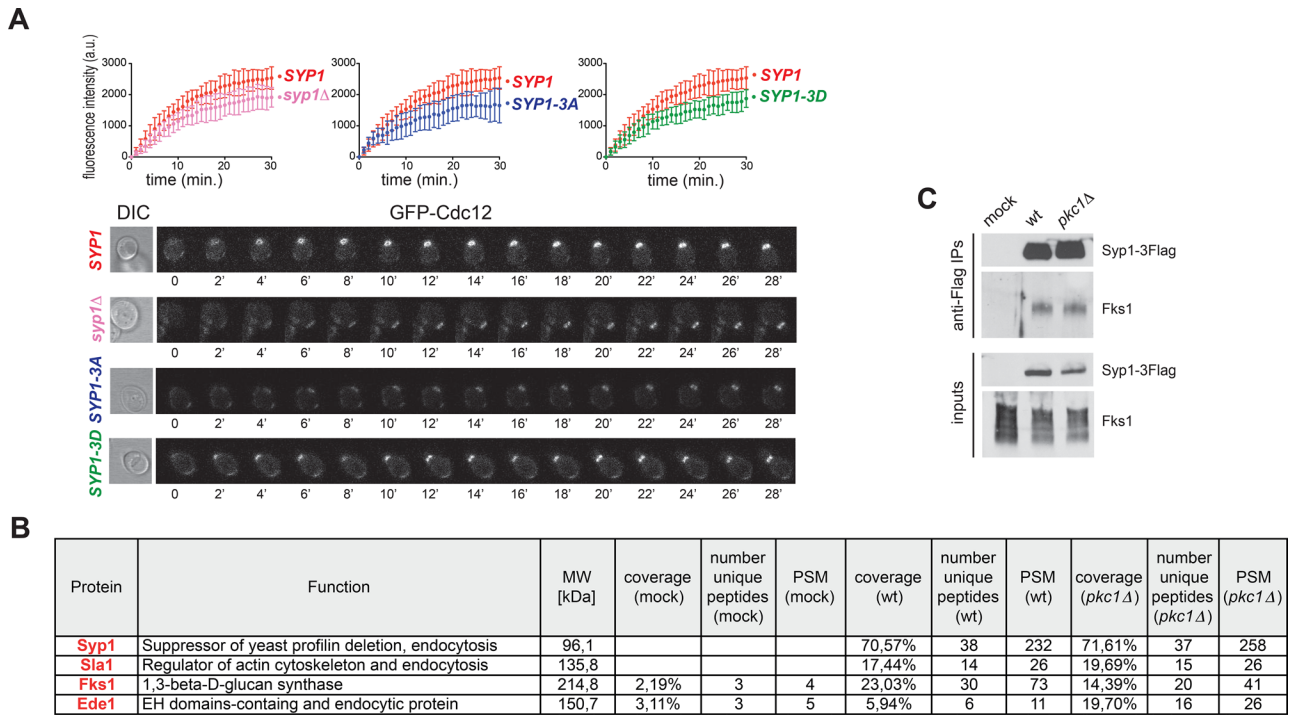 A
fluorescence intensity (a.u.)
3000
2000
1000
0
0 10 20 30
time (min.)
SYP1
syp1Δ
3000
2000
1000
0
0 10 20 30
time (min.)
SYP1
SYP1-3A
3000
2000
1000
0
0 10 20 30
time (min.)
SYP1
SYP1-3D
DIC GFP-Cdc12
SYP1
0 2' 4' 6' 8' 10' 12' 14' 16' 18' 20' 22' 24' 26' 28'
syp1Δ
0 2' 4' 6' 8' 10' 12' 14' 16' 18' 20' 22' 24' 26' 28'
SYP1-3A
0 2' 4' 6' 8' 10' 12' 14' 16' 18' 20' 22' 24' 26' 28'
SYP1-3D
0 2' 4' 6' 8' 10' 12' 14' 16' 18' 20' 22' 24' 26' 28'
C
mock wt pkc1Δ
anti-Flag IPs
Syp1-3Flag
Fks1
inputs
Syp1-3Flag
Fks1
B
Protein
Function
MW
[kDa]
coverage
(mock)
number
unique
peptides
(mock)
PSM
(mock)
coverage
(wt)
number
unique
peptides
(wt)
PSM
(wt)
coverage
(pkc1Δ)
number
unique
peptides
(pkc1Δ)
PSM
(pkc1Δ)
Syp1 Suppressor of yeast profilin deletion, endocytosis 96,1 70,57% 38 232 71,61% 37 258
Sla1 Regulator of actin cytoskeleton and endocytosis 135,8 17,44% 14 26 19,69% 15 26
Fks1 1,3-beta-D-glucan synthase 214,8 2,19% 3 4 23,03% 30 73 14,39% 20 41
Ede1 EH domains-containg and endocytic protein 150,7 3,11% 3 5 5,94% 6 11 19,70% 16 26